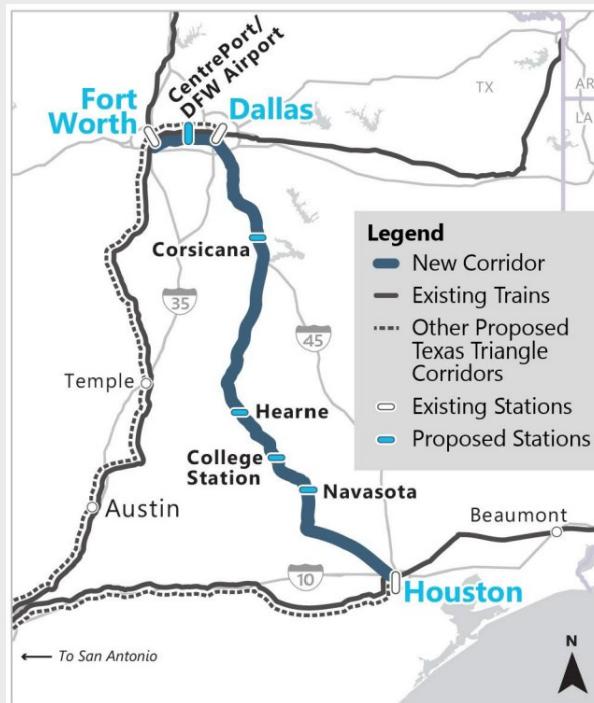 CentrePort/
DFW Airport
Fort
Worth
Dallas
TX
AR
LA
Corsicana
35
45
Temple
Hearne
College
Station
Navasota
Austin
Beaumont
10
Houston
To San Antonio
N
Legend
New Corridor
Existing Trains
Other Proposed
Texas Triangle
Corridors
Existing Stations
Proposed Stations